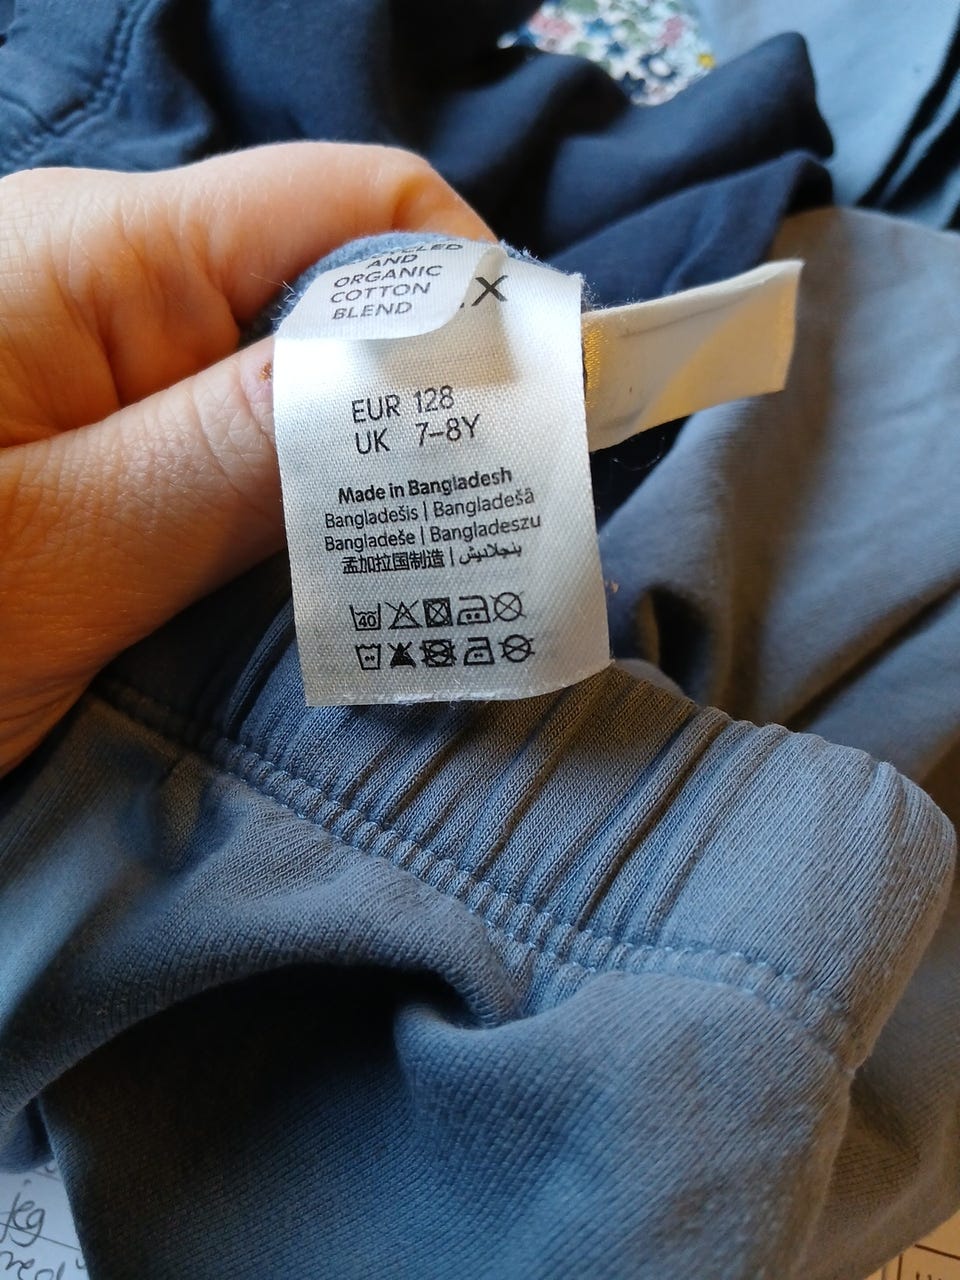 AND
ORGANIC
COTTON
BLEND
.X
EUR 128
UK 7–8Y
Made in Bangladesh
Bangladešis | Bangladešā
Bangladeše | Bangladeszu
孟加拉国制造 | بنجلاديش
40
jeg